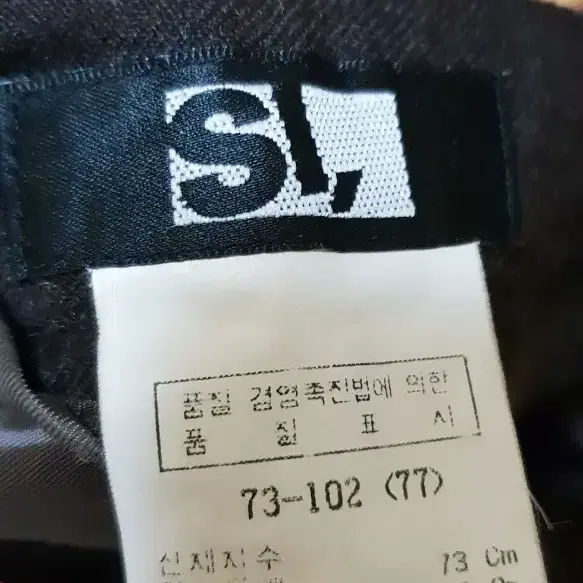 SI,
품질 경영촉진법에 의한
품 질 표 시
73-102 (77)
신체치수
73 Cm